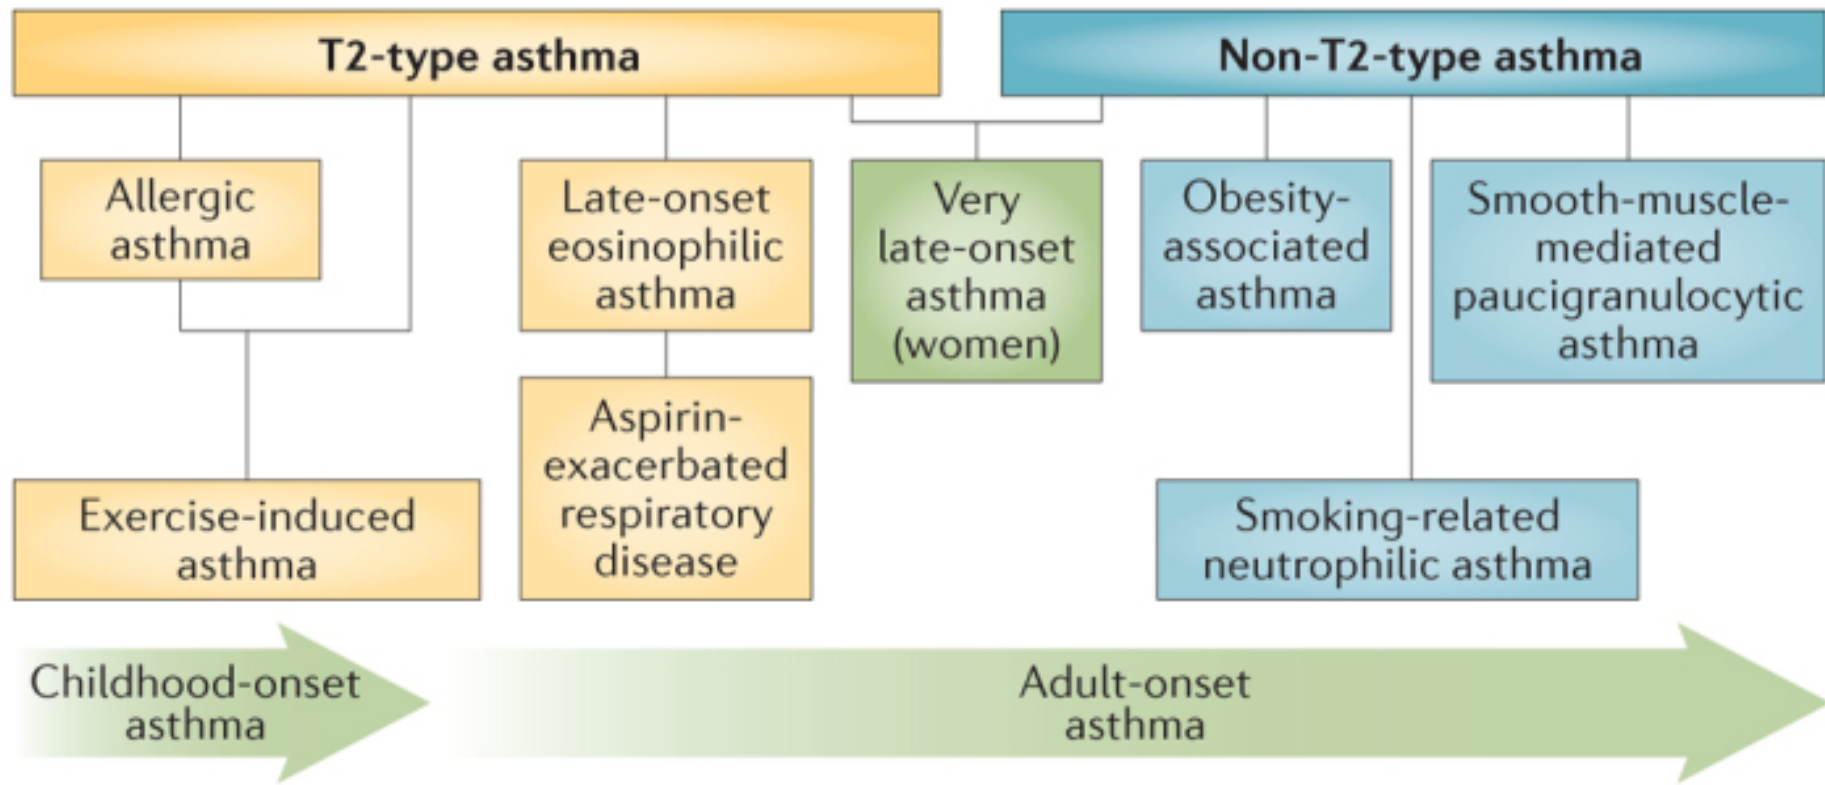 T2-type asthma
Non-T2-type asthma
Allergic
asthma
Late-onset
eosinophilic
asthma
Very
late-onset
asthma
(women)
Obesity-
associated
asthma
Smooth-muscle-
mediated
paucigranulocytic
asthma
Aspirin-
exacerbated
respiratory
disease
Exercise-induced
asthma
Smoking-related
neutrophilic asthma
Childhood-onset
asthma
Adult-onset
asthma